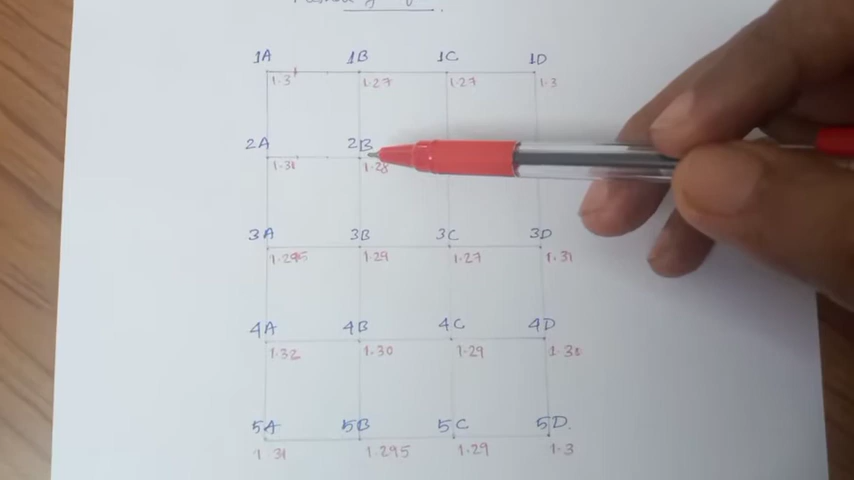 1A 1B 1C 1D
1.3 1.27 1.27 1.3
2A 2B
1.31 1.28
3A 3B 3C 3D
1.295 1.29 1.27 1.31
4A 4B 4C 4D
1.32 1.30 1.29 1.30
5A 5B 5C 5D.
1.31 1.295 1.29 1.3